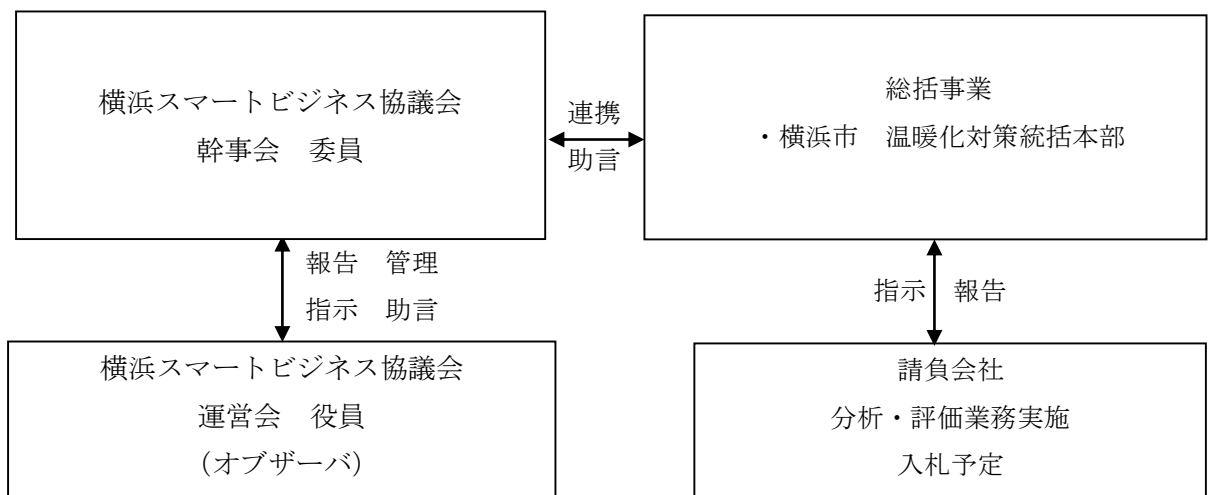 横浜スマートビジネス協議会
幹事会　委員
連携
助言
総括事業
・横浜市　温暖化対策統括本部
報告　管理
指示　助言
指示　報告
横浜スマートビジネス協議会
運営会　役員
（オブザーバ）
請負会社
分析・評価業務実施
入札予定